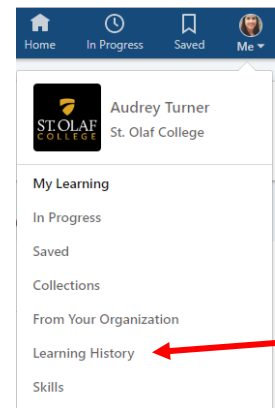 Home In Progress Saved Me
ST. OLAF
COLLEGE
Audrey Turner
St. Olaf College
My Learning
In Progress
Saved
Collections
From Your Organization
Learning History
Skills